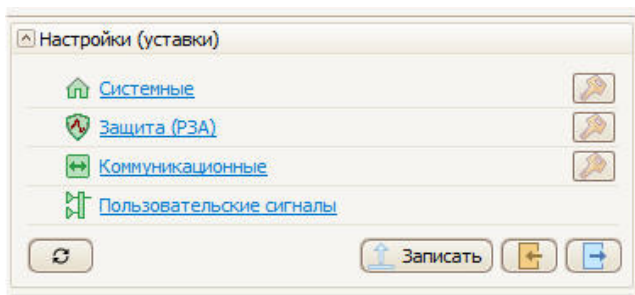 Настройки (уставки)
Системные
Защита (РЗА)
Коммуникационные
Пользовательские сигналы
Записать